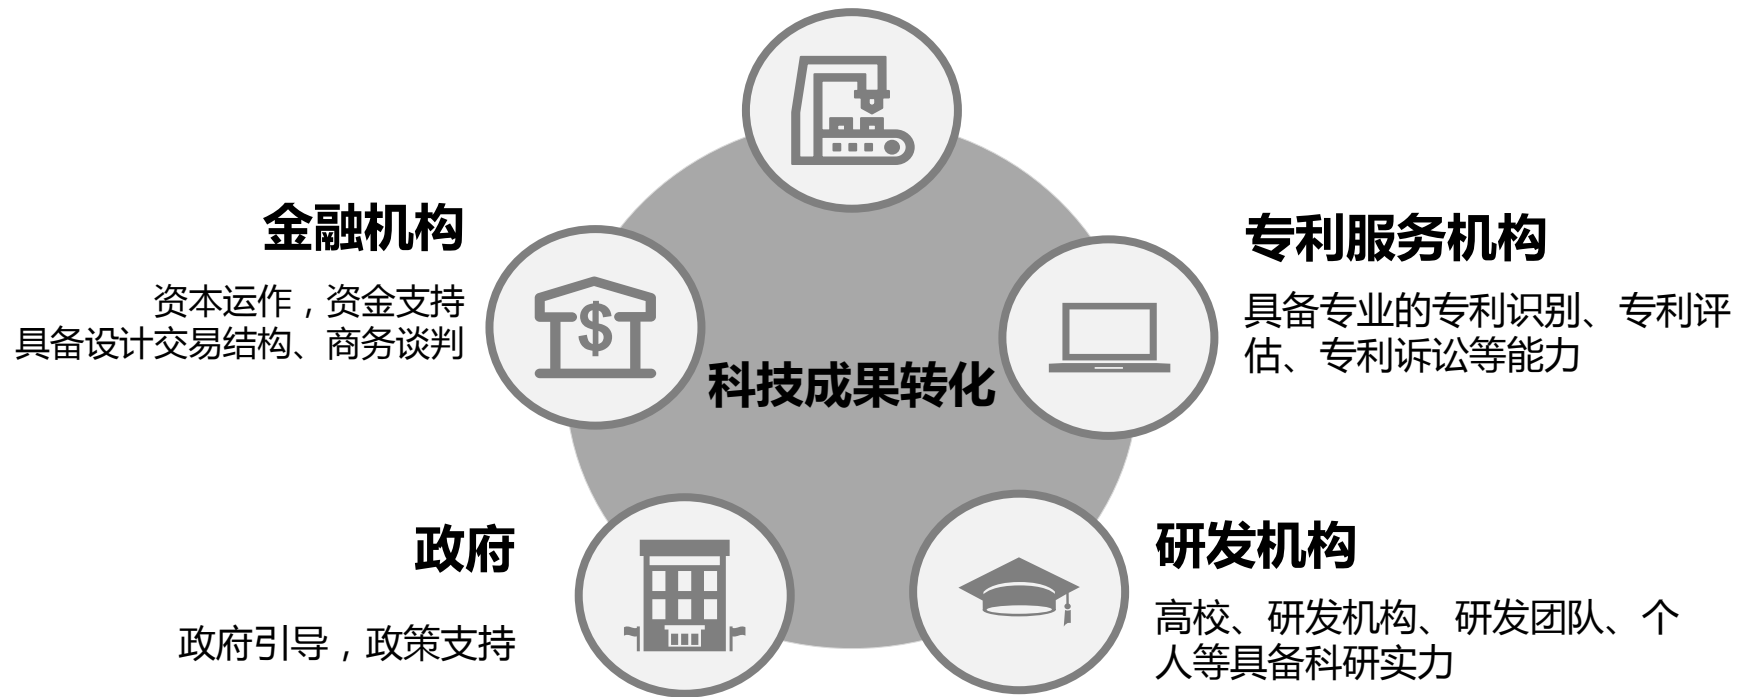 金融机构
资本运作，资金支持
具备设计交易结构、商务谈判
专利服务机构
具备专业的专利识别、专利评
估、专利诉讼等能力
科技成果转化
政府
政府引导，政策支持
研发机构
高校、研发机构、研发团队、个
人等具备科研实力
$